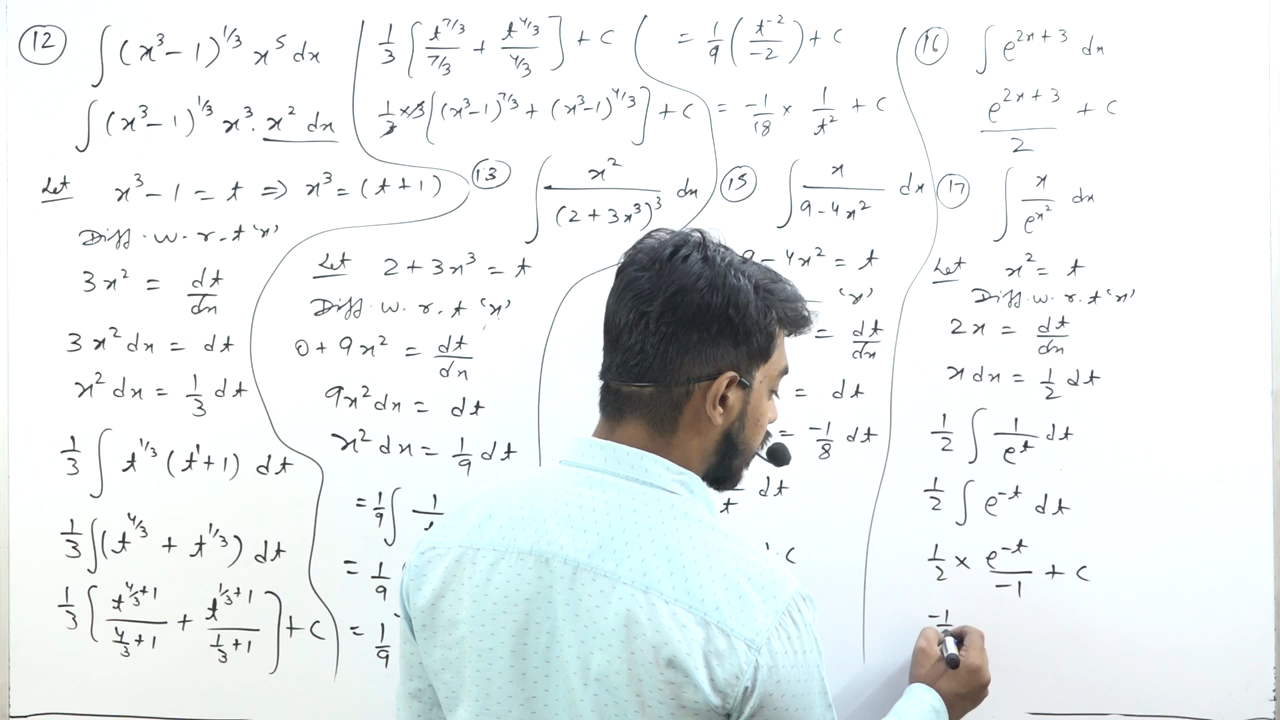 (12) ∫ (x³ – 1)^{1/3} x⁵ dx
∫ (x³ – 1)^{1/3} x³ · x² dx
Let x³ – 1 = t ⇒ x³ = (t + 1)
Diff. w. r. t 'x'
3x² = dt/dx
3x² dx = dt
x² dx = 1/3 dt
1/3 ∫ t^{1/3} (t¹ + 1) dt
1/3 ∫ (t^{4/3} + t^{1/3}) dt
1/3 [ t^{4/3 + 1} / (4/3 + 1) + t^{1/3 + 1} / (1/3 + 1) ] + C
1/3 [ t^{7/3} / 7/3 + t^{4/3} / 4/3 ] + C
1/3 × 3 [ (x³ – 1)^{7/3} + (x³ – 1)^{4/3} ] + C
(13) ∫ x² / (2 + 3x³)³ dx
Let 2 + 3x³ = t
Diff. w. r. t 'x'
0 + 9x² = dt/dx
9x² dx = dt
x² dx = 1/9 dt
= 1/9 ∫ 1
= 1/9
= 1/9
= 1/9 ( t^{-2} / -2 ) + C
= -1/18 × 1/t² + C
(15) ∫ x / 9 – 4x² dx
– 4x² = t
'x'
= dt/dx
= dt
= -1/8 dt
t dt
C
(16) ∫ e^{2x + 3} dx
e^{2x + 3} / 2 + C
(17) ∫ x / e^{x²} dx
Let x² = t
Diff. w. r. t 'x'
2x = dt/dx
x dx = 1/2 dt
1/2 ∫ 1/e^t dt
1/2 ∫ e^{-t} dt
1/2 × e^{-t} / -1 + C
-1